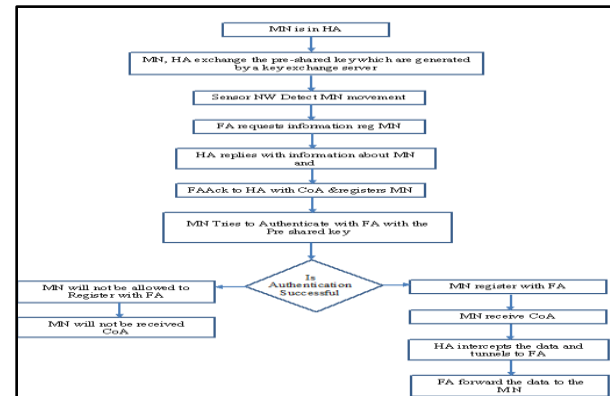 MN is in HA
MN, HA exchange the pre-shared key which are generated
by a key exchange server
Sensor NW Detect MN movement
FA requests information reg MN
HA replies with information about MN
and
FAAck to HA with CoA &registers MN
MN Tries to Authenticate with FA with the
Pre shared key
Is
Authentication
Successful
MN will not be allowed to
Register with FA
MN will not be received
CoA
MN register with FA
MN receive CoA
HA intercepts the data and
tunnels to FA
FA forward the data to the
MN